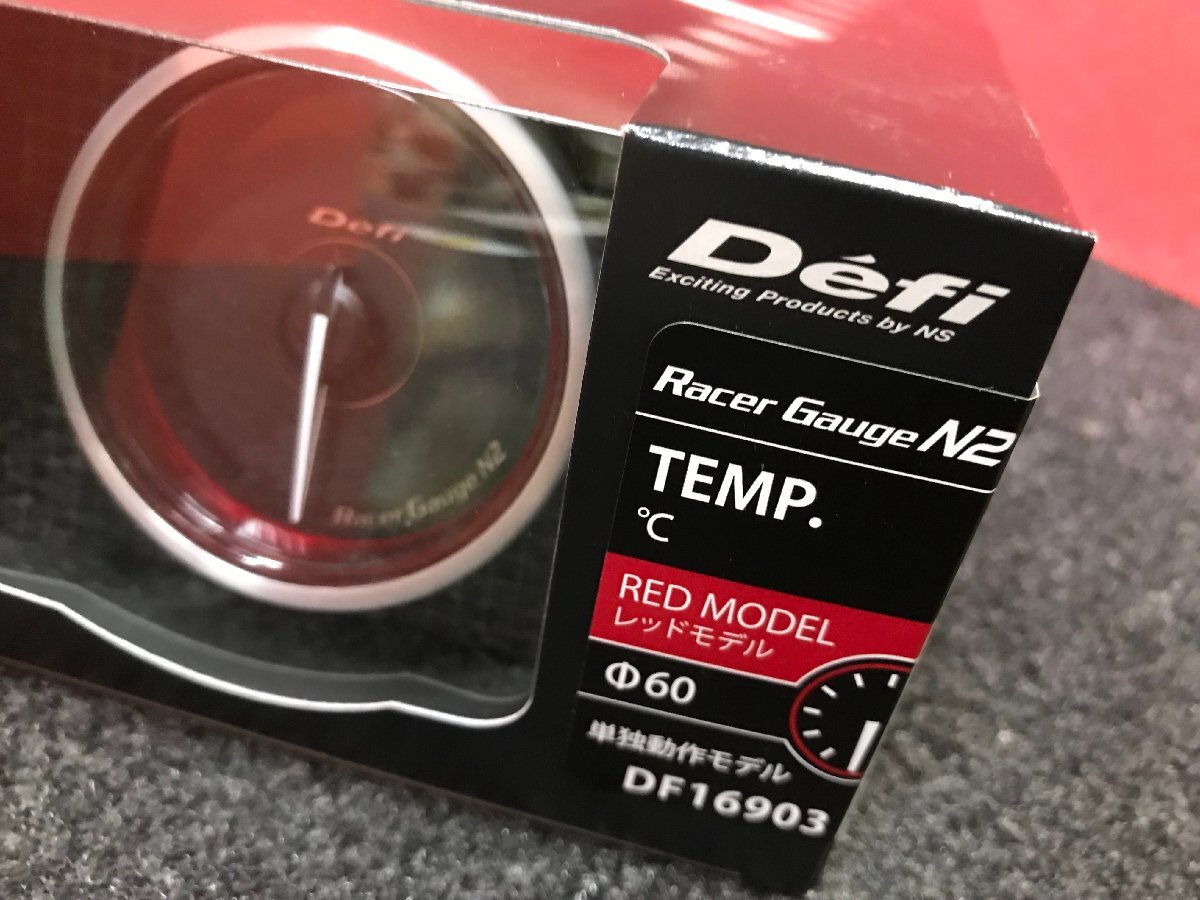 Defi
Racer Gauge N2
Défi
Exciting Products by NS
Racer Gauge N2
TEMP.
℃
RED MODEL
レッドモデル
Φ60
単独動作モデル
DF16903